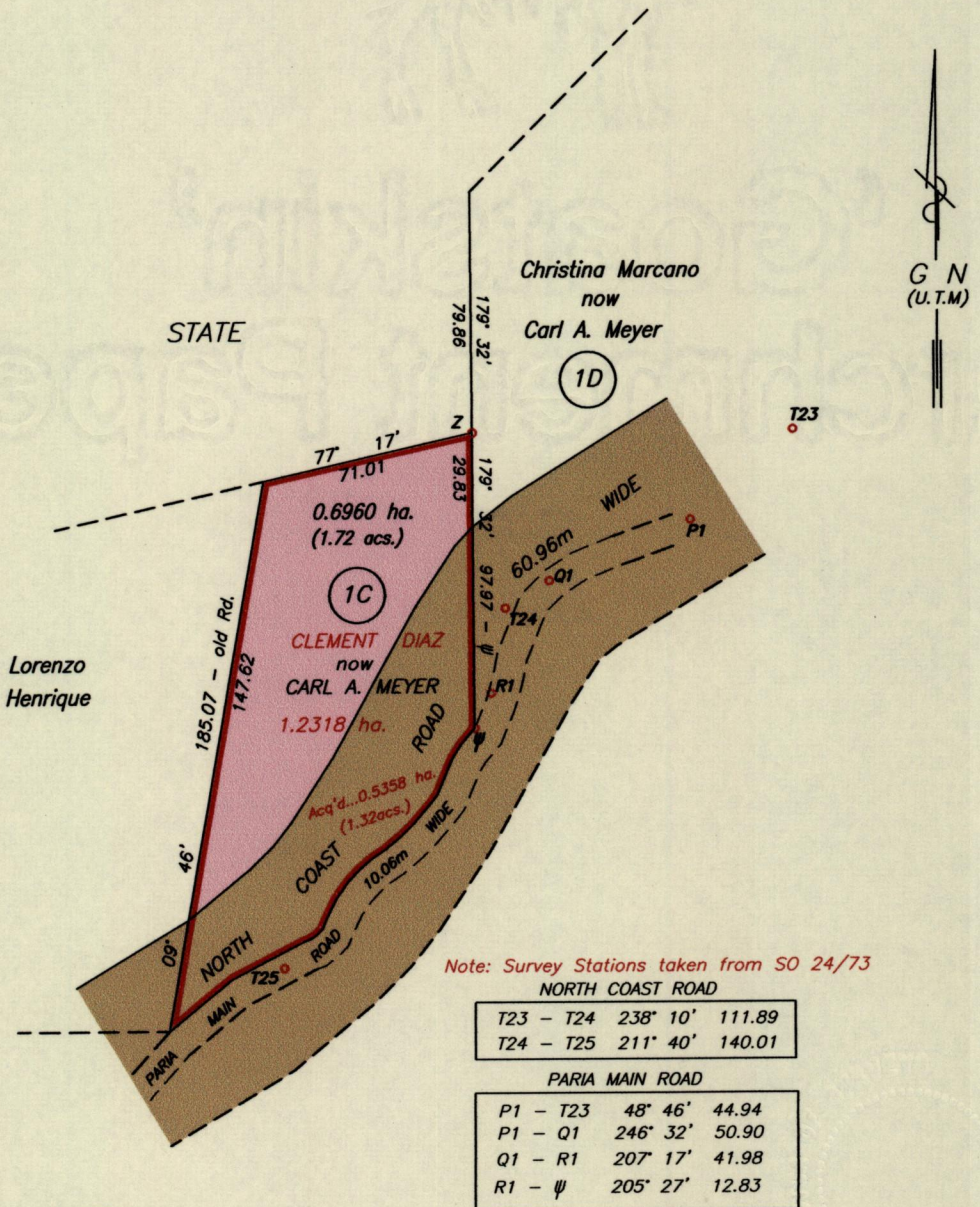 Christina Marcano
now
Carl A. Meyer
1D
G N
(U.T.M)
STATE
179° 32'
79.86
T23
Z
77° 17'
71.01
29.83
179° 32'
97.97 - ψ
0.6960 ha.
(1.72 acs.)
60.96m WIDE
P1
Q1
T24
1C
CLEMENT DIAZ
now
CARL A. MEYER
1.2318 ha.
R1
ψ
Lorenzo
Henrique
185.07 - old Rd.
147.62
09° 46'
Acq'd...0.5358 ha.
(1.32acs.)
NORTH COAST ROAD
10.06m WIDE
T25
PARIA MAIN ROAD
Note: Survey Stations taken from SO 24/73
NORTH COAST ROAD
T23 - T24 238° 10' 111.89
T24 - T25 211° 40' 140.01
PARIA MAIN ROAD
P1 - T23 48° 46' 44.94
P1 - Q1 246° 32' 50.90
Q1 - R1 207° 17' 41.98
R1 - ψ 205° 27' 12.83